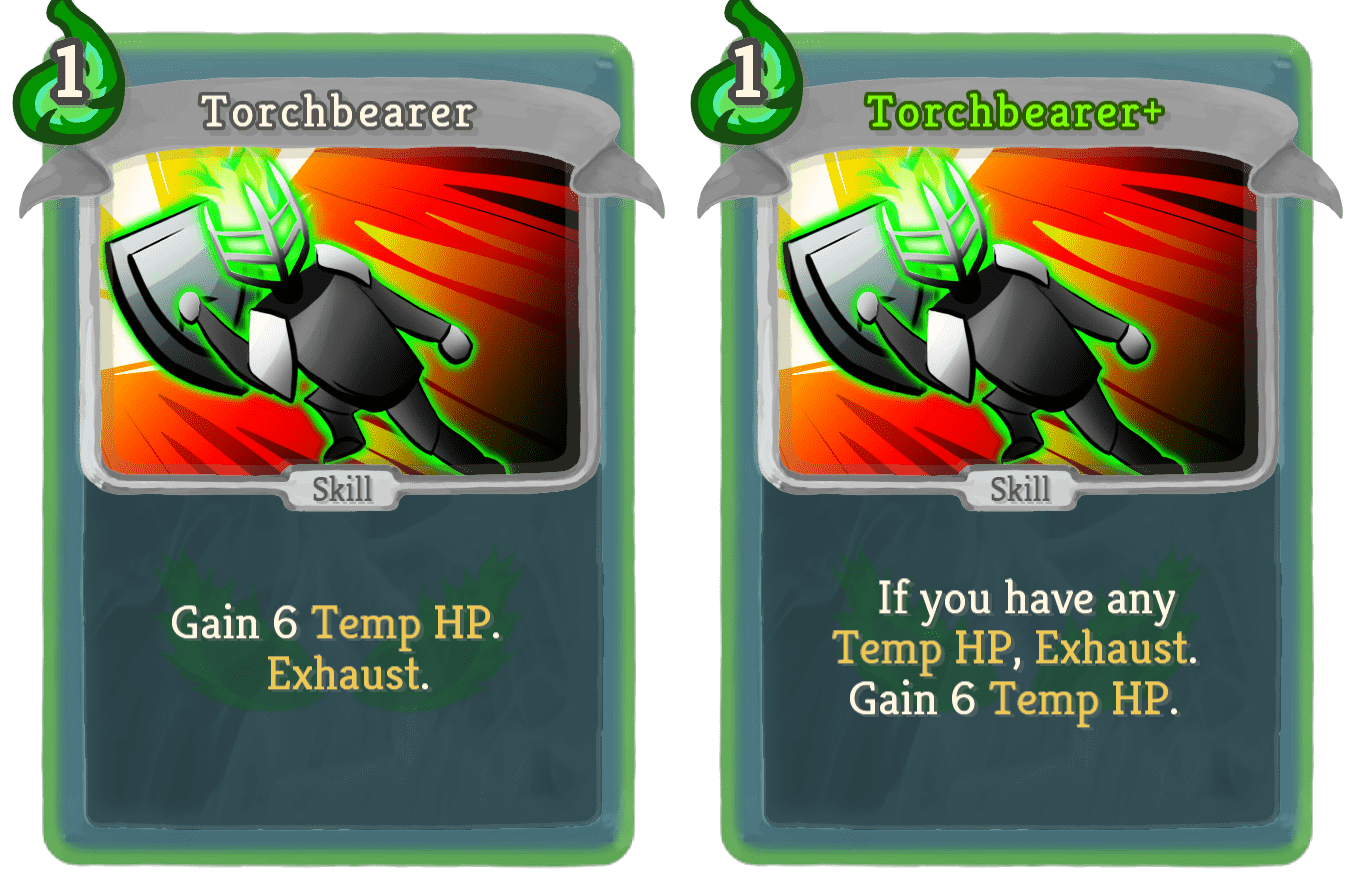 1
Torchbearer
Skill
Gain 6 Temp HP.
Exhaust.
1
Torchbearer+
Skill
If you have any
Temp HP, Exhaust.
Gain 6 Temp HP.